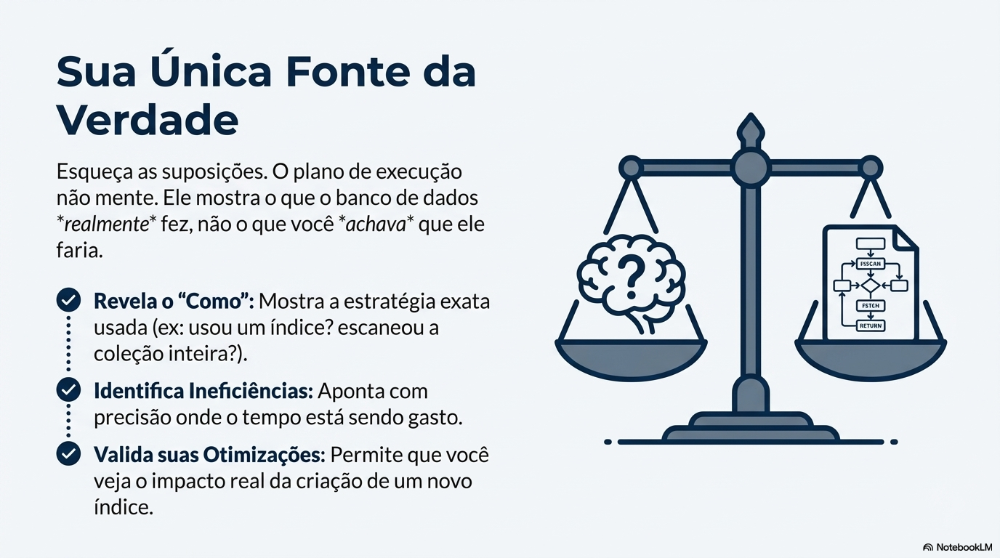 Sua Única Fonte da
Verdade
Esqueça as suposições. O plano de execução
não mente. Ele mostra o que o banco de dados
*realmente* fez, não o que você *achava* que ele
faria.
Revela o “Como”: Mostra a estratégia exata
usada (ex: usou um índice? escaneou a
coleção inteira?).
Identifica Ineficiências: Aponta com
precisão onde o tempo está sendo gasto.
Valida suas Otimizações: Permite que você
veja o impacto real da criação de um novo
índice.
?
PISCAN
FSTCH
RETURN
NotebookLM